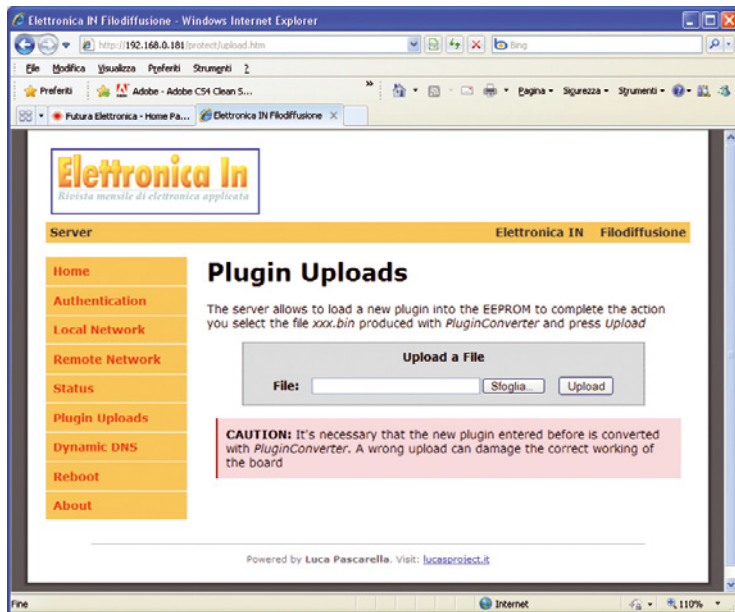 Elettronica IN Filodiffusione - Windows Internet Explorer
http://192.168.0.181/protect/upload.htm
Bing
File Modifica Visualizza Preferiti Strumenti ?
Preferiti Adobe - Adobe CS4 Clean S... » Pagina Sicurezza Strumenti
Futura Elettronica - Home Pa... Elettronica IN Filodiffusione
Elettronica In
Rivista mensile di elettronica applicata
Server Elettronica IN Filodiffusione
Home
Authentication
Local Network
Remote Network
Status
Plugin Uploads
Dynamic DNS
Reboot
About
Plugin Uploads
The server allows to load a new plugin into the EEPROM to complete the action
you select the file xxx.bin produced with PluginConverter and press Upload
Upload a File
File: Sfoglia... Upload
CAUTION: It's necessary that the new plugin entered before is converted
with PluginConverter. A wrong upload can damage the correct working of
the board
Powered by Luca Pascarella. Visit: lucasproject.it
Fine Internet 110%